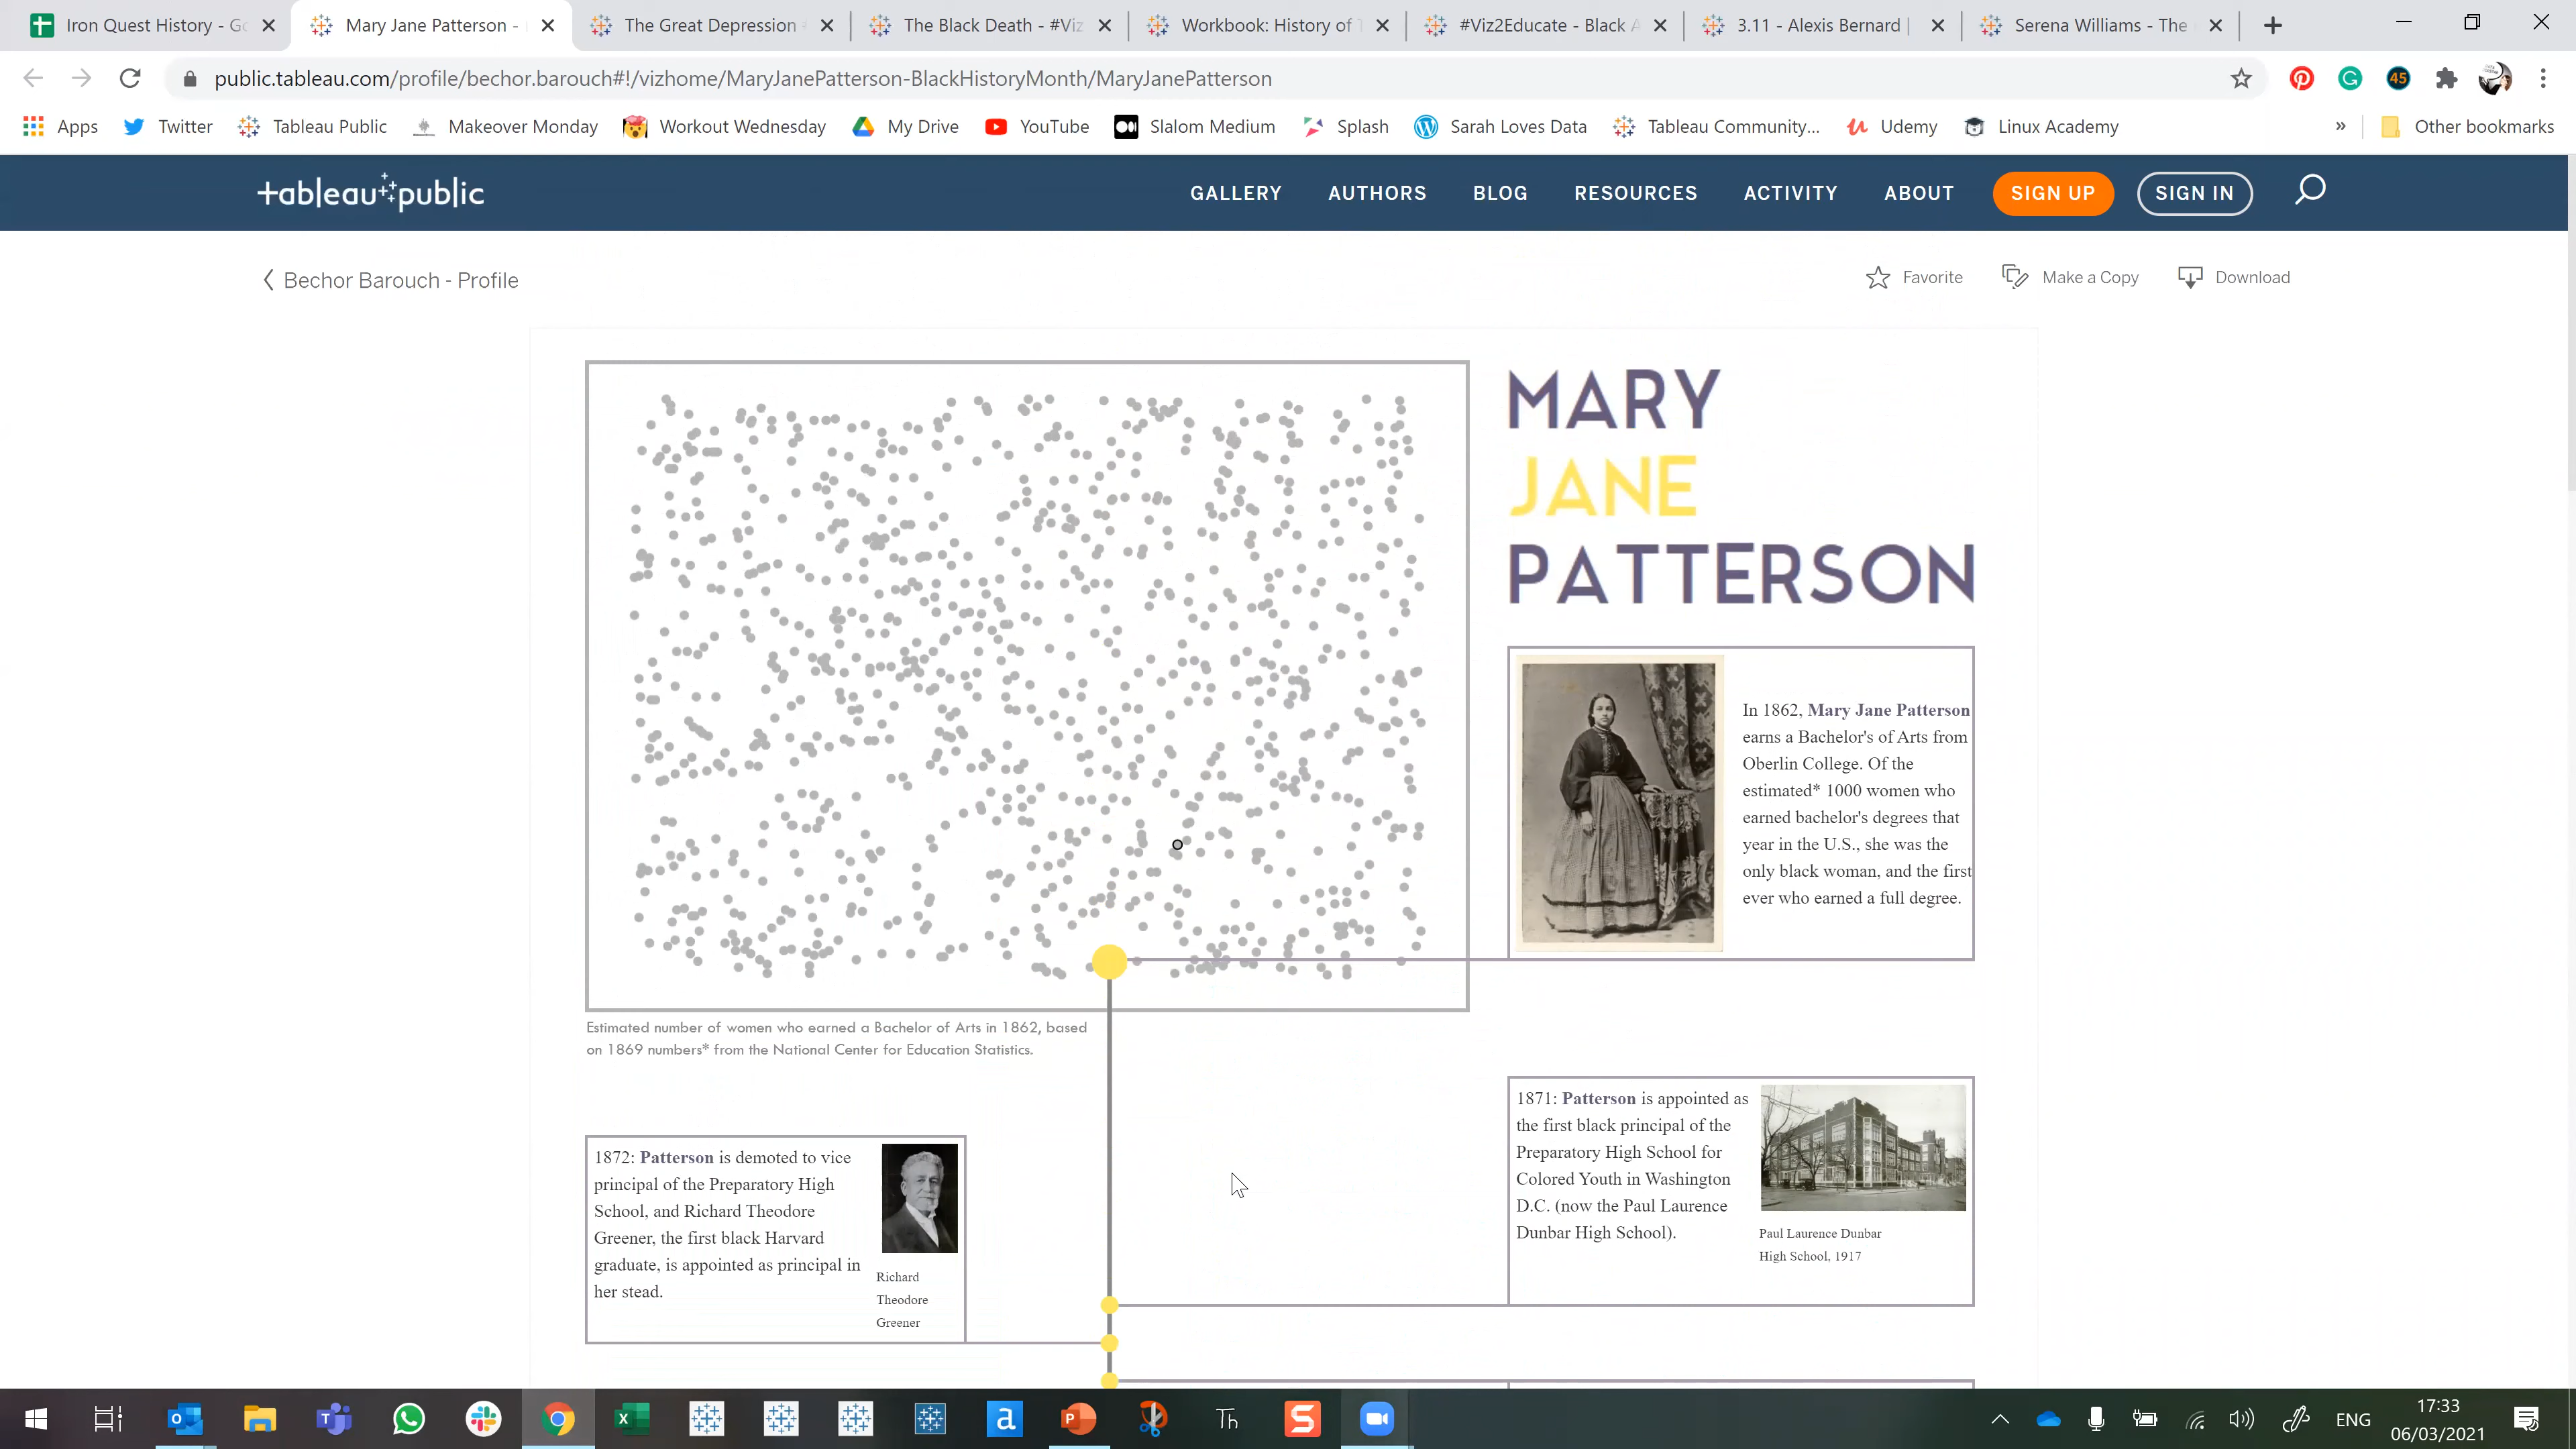 Iron Quest History - Go
Mary Jane Patterson -
The Great Depression
The Black Death - #Viz
Workbook: History of T
#Viz2Educate - Black A
3.11 - Alexis Bernard |
Serena Williams - The
public.tableau.com/profile/bechor.barouch#!/vizhome/MaryJanePatterson-BlackHistoryMonth/MaryJanePatterson
45
Apps
Twitter
Tableau Public
Makeover Monday
Workout Wednesday
My Drive
YouTube
Slalom Medium
Splash
Sarah Loves Data
Tableau Community...
Udemy
Linux Academy
»
Other bookmarks
tableau public
GALLERY
AUTHORS
BLOG
RESOURCES
ACTIVITY
ABOUT
SIGN UP
SIGN IN
Bechor Barouch - Profile
Favorite
Make a Copy
Download
MARY
JANE
PATTERSON
In 1862, Mary Jane Patterson
earns a Bachelor's of Arts from
Oberlin College. Of the
estimated* 1000 women who
earned bachelor's degrees that
year in the U.S., she was the
only black woman, and the first
ever who earned a full degree.
Estimated number of women who earned a Bachelor of Arts in 1862, based
on 1869 numbers* from the National Center for Education Statistics.
1871: Patterson is appointed as
the first black principal of the
Preparatory High School for
Colored Youth in Washington
D.C. (now the Paul Laurence
Dunbar High School).
Paul Laurence Dunbar
High School, 1917
1872: Patterson is demoted to vice
principal of the Preparatory High
School, and Richard Theodore
Greener, the first black Harvard
graduate, is appointed as principal in
her stead.
Richard
Theodore
Greener
Th
ENG
17:33
06/03/2021